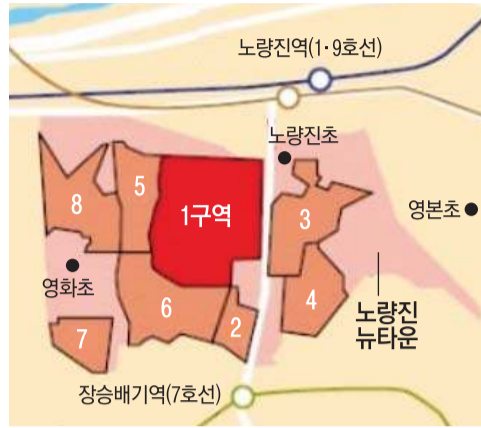 노량진역(1·9호선)
노량진초
5
8
1구역
3
영본초
영화초
6
4
2
7
노량진
뉴타운
장승배기역(7호선)